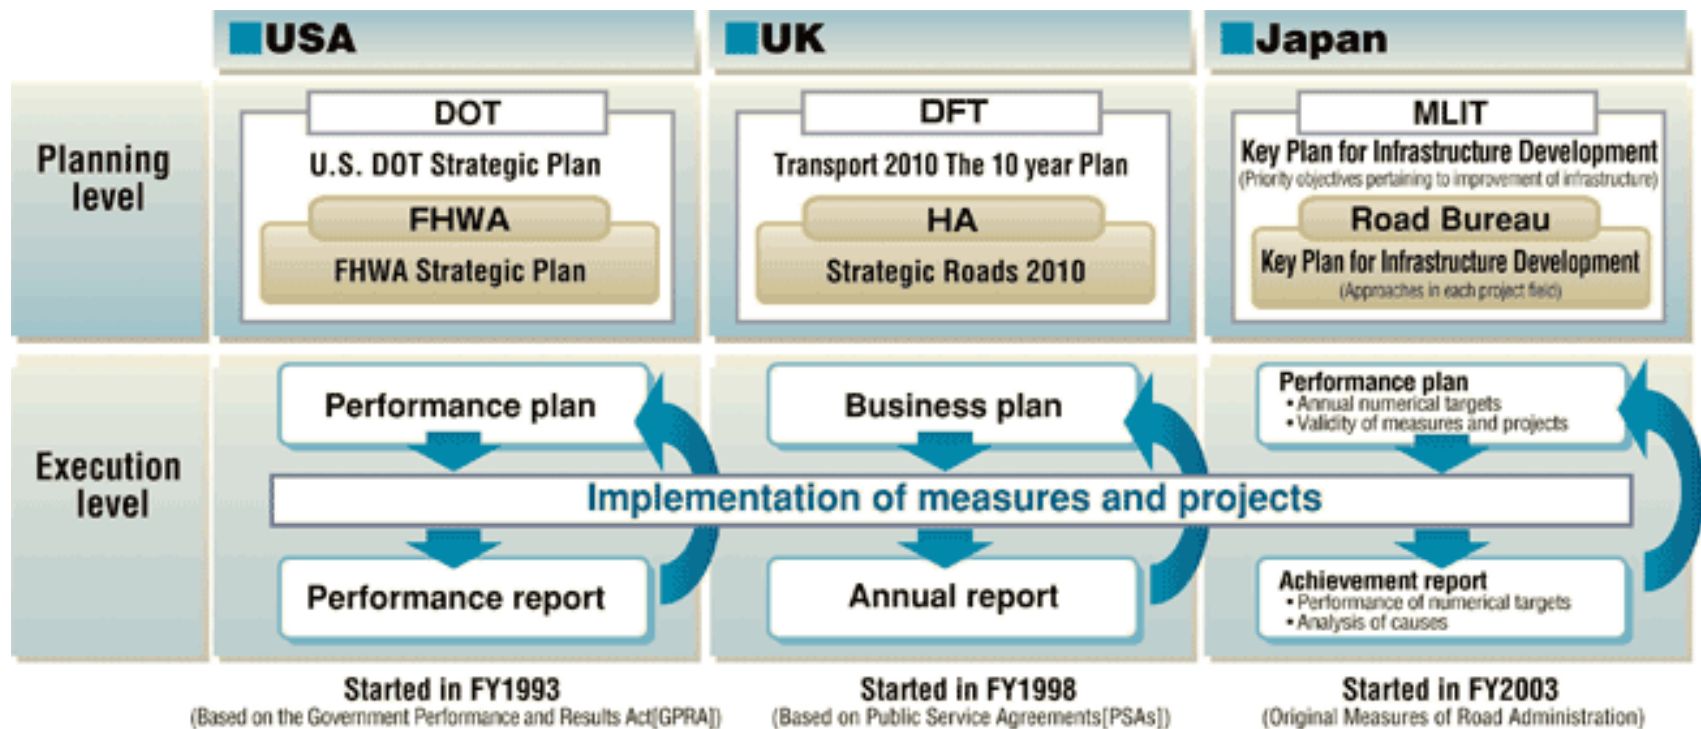 USA
UK
Japan
Planning
level
DOT
U.S. DOT Strategic Plan
FHWA
FHWA Strategic Plan
DFT
Transport 2010 The 10 year Plan
HA
Strategic Roads 2010
MLIT
Key Plan for Infrastructure Development
(Priority objectives pertaining to improvement of infrastructure)
Road Bureau
Key Plan for Infrastructure Development
(Approaches in each project field)
Execution
level
Performance plan
Business plan
Performance plan
• Annual numerical targets
• Validity of measures and projects
Implementation of measures and projects
Performance report
Annual report
Achievement report
• Performance of numerical targets
• Analysis of causes
Started in FY1993
(Based on the Government Performance and Results Act[GPRA])
Started in FY1998
(Based on Public Service Agreements[PSAs])
Started in FY2003
(Original Measures of Road Administration)